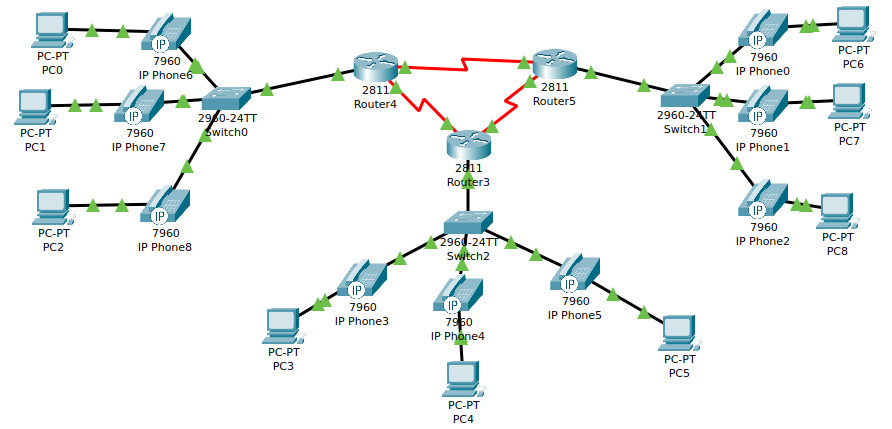 IP
PC-PT
PC0
7960
IP Phone6
IP
PC-PT
PC1
7960
IP Phone7
IP
PC-PT
PC2
7960
IP Phone8
2960-24TT
Switch0
2811
Router4
2811
Router5
2811
Router3
2960-24TT
Switch1
IP
7960
IP Phone0
PC-PT
PC6
IP
7960
IP Phone1
PC-PT
PC7
IP
7960
IP Phone2
PC-PT
PC8
2960-24TT
Switch2
IP
7960
IP Phone3
IP
7960
IP Phone4
IP
7960
IP Phone5
PC-PT
PC3
PC-PT
PC4
PC-PT
PC5